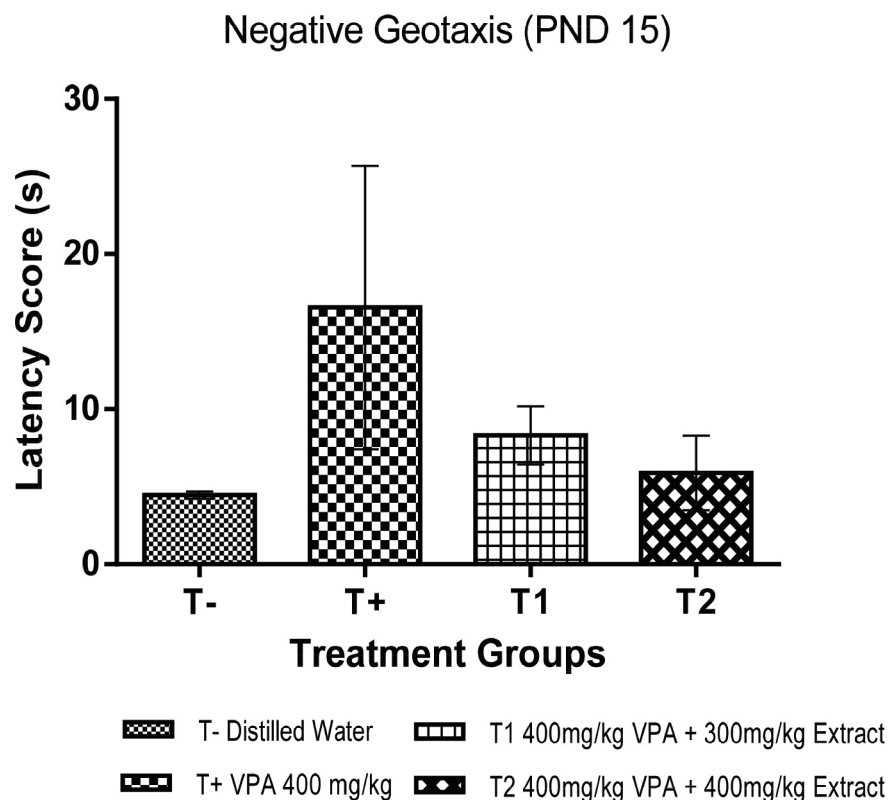 Negative Geotaxis (PND 15)
30
20
10
0
Latency Score (s)
T-
T+
T1
T2
Treatment Groups
T- Distilled Water
T1 400mg/kg VPA + 300mg/kg Extract
T+ VPA 400 mg/kg
T2 400mg/kg VPA + 400mg/kg Extract